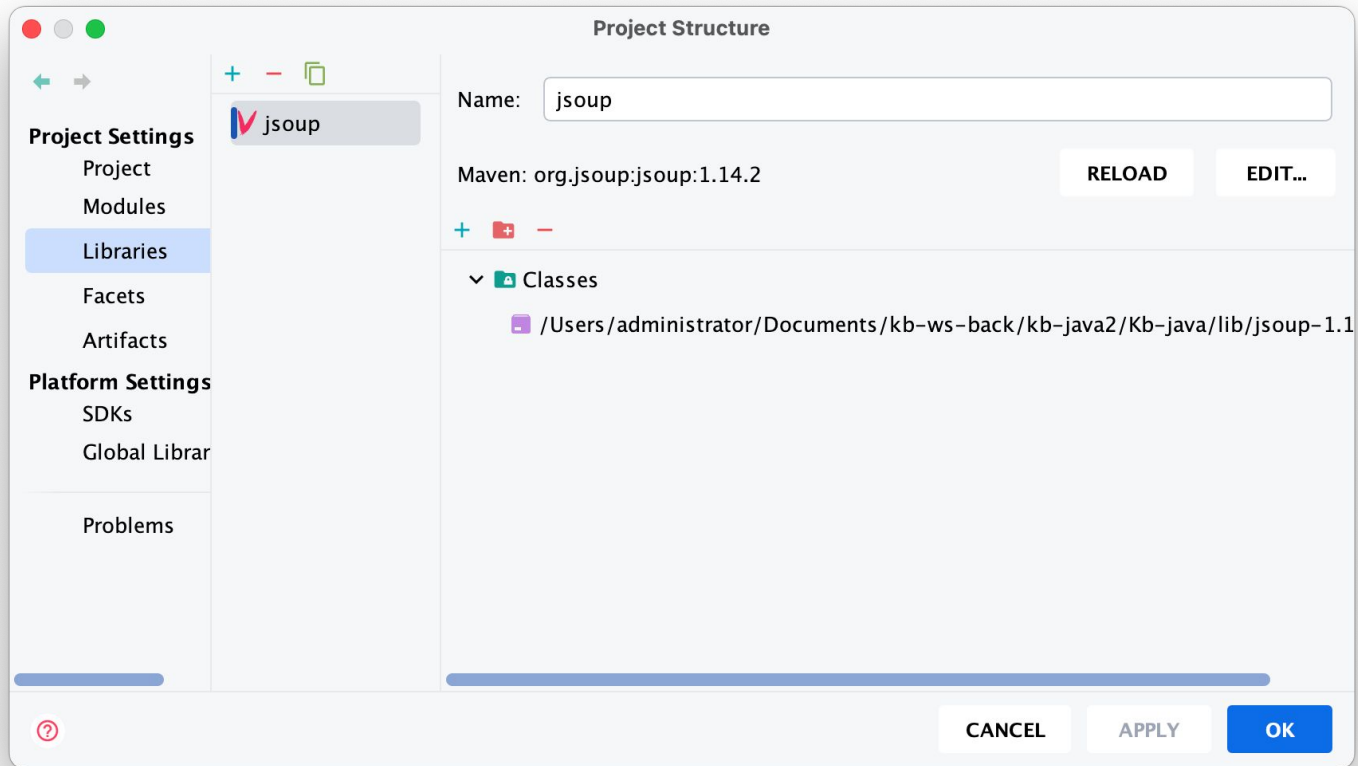 Project Structure
Project Settings
Project
Modules
Libraries
Facets
Artifacts
Platform Settings
SDKs
Global Librar
Problems
jsoup
Name: jsoup
Maven: org.jsoup:jsoup:1.14.2
RELOAD EDIT...
Classes
/Users/administrator/Documents/kb-ws-back/kb-java2/Kb-java/lib/jsoup-1.1
CANCEL APPLY OK